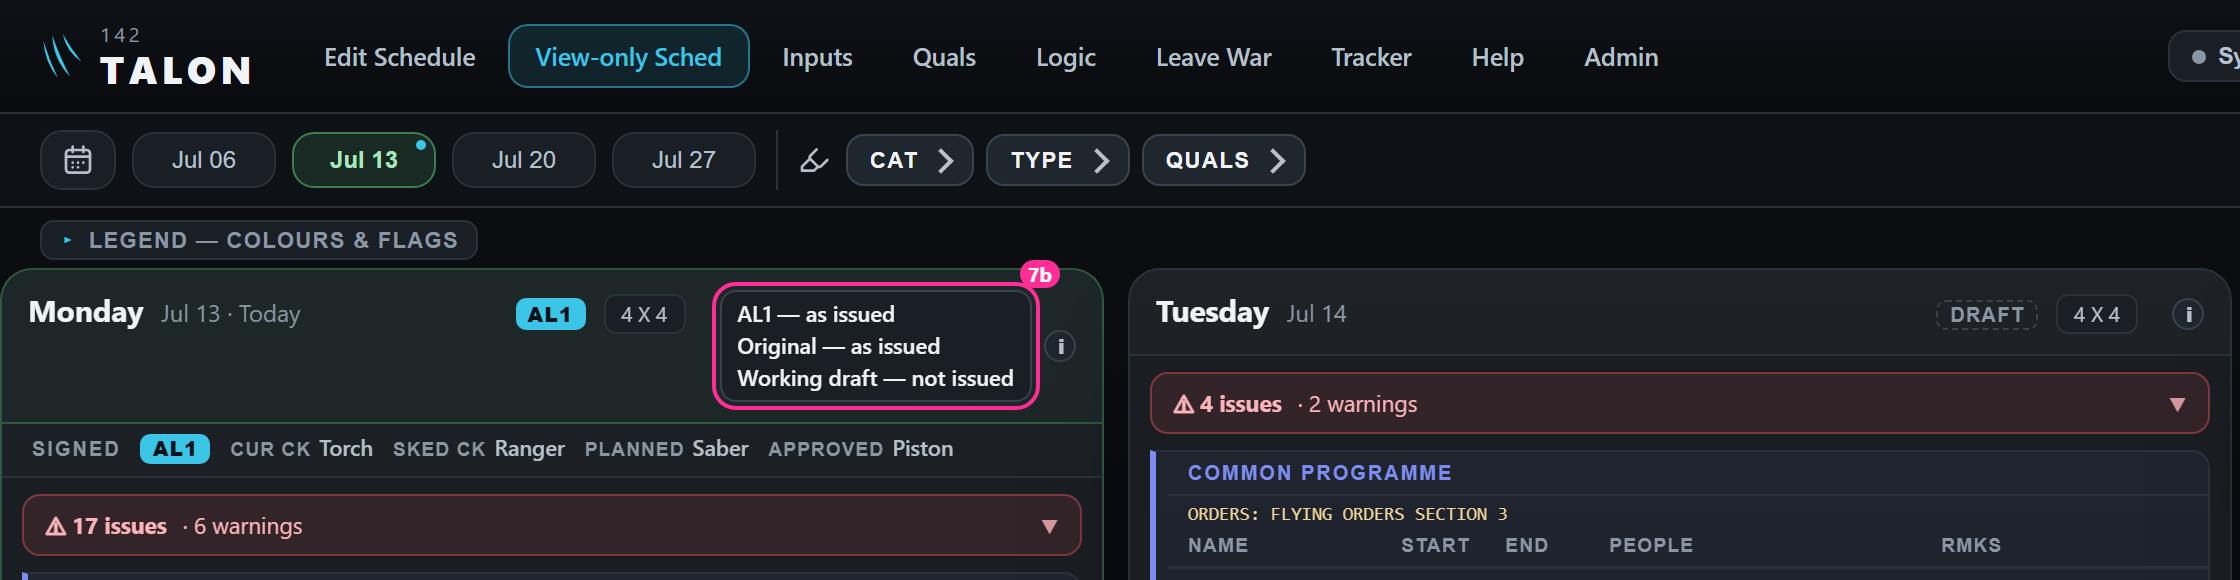 142
TALON
Edit Schedule
View-only Sched
Inputs
Quals
Logic
Leave War
Tracker
Help
Admin
Sy
Jul 06
Jul 13
Jul 20
Jul 27
CAT
TYPE
QUALS
LEGEND — COLOURS & FLAGS
7b
Monday Jul 13 · Today
AL1
4 X 4
AL1 — as issued
Original — as issued
Working draft — not issued
i
SIGNED AL1 CUR CK Torch SKED CK Ranger PLANNED Saber APPROVED Piston
17 issues · 6 warnings
Tuesday Jul 14
DRAFT
4 X 4
i
4 issues · 2 warnings
COMMON PROGRAMME
ORDERS: FLYING ORDERS SECTION 3
NAME START END PEOPLE RMKS